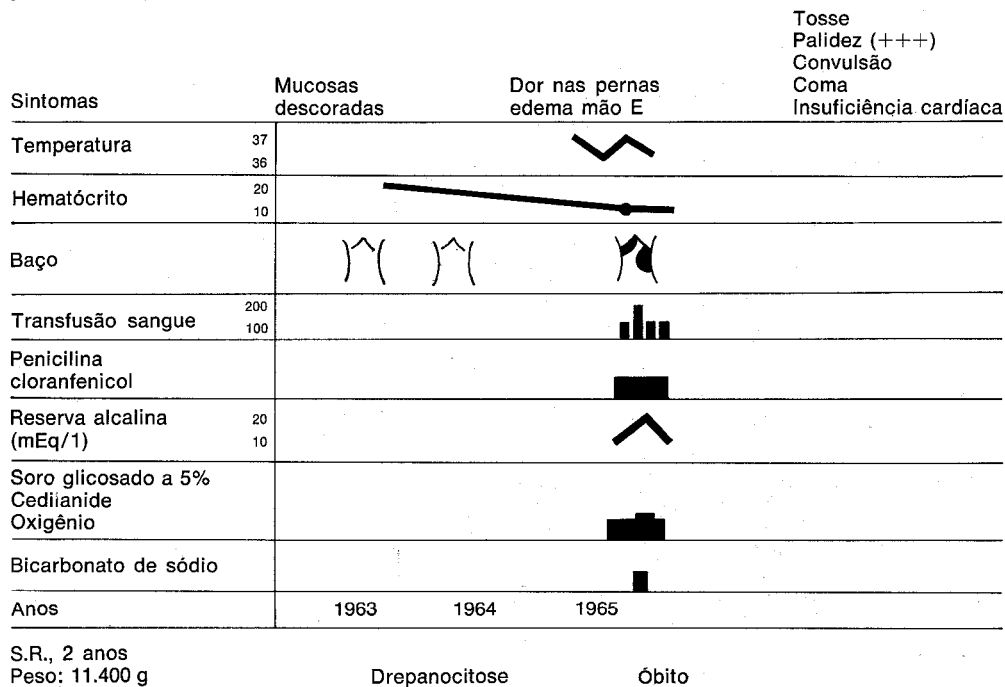 Tosse
Palidez (+++)
Convulsão
Coma
Insuficiência cardíaca
Sintomas
Mucosas
descoradas
Dor nas pernas
edema mão E
Temperatura
37
36
Hematócrito
20
10
Baço
Transfusão sangue
200
100
Penicilina
cloranfenicol
Reserva alcalina
(mEq/1)
20
10
Soro glicosado a 5%
Cedilanide
Oxigênio
Bicarbonato de sódio
Anos
1963
1964
1965
S.R., 2 anos
Peso: 11.400 g
Drepanocitose
Óbito